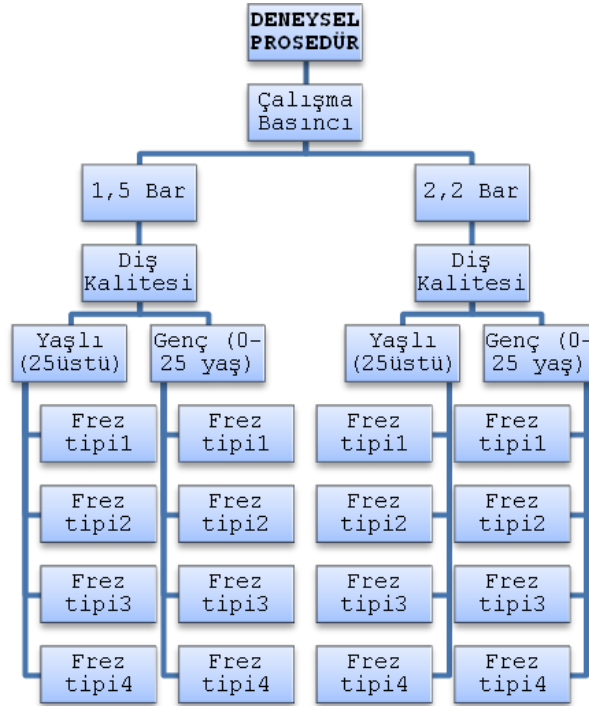 DENEYSEL
PROSEDÜR
Çalışma
Basıncı
1,5 Bar
2,2 Bar
Diş
Kalitesi
Diş
Kalitesi
Yaşlı
(25üstü)
Genç (0-
25 yaş)
Yaşlı
(25üstü)
Genç (0-
25 yaş)
Frez
tipi1
Frez
tipi1
Frez
tipi1
Frez
tipi1
Frez
tipi2
Frez
tipi2
Frez
tipi2
Frez
tipi2
Frez
tipi3
Frez
tipi3
Frez
tipi3
Frez
tipi3
Frez
tipi4
Frez
tipi4
Frez
tipi4
Frez
tipi4